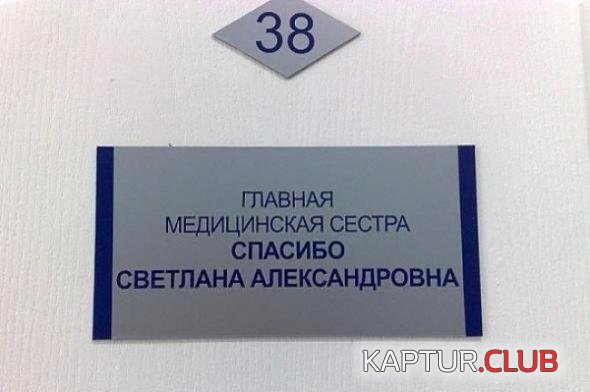 38
ГЛАВНАЯ
МЕДИЦИНСКАЯ СЕСТРА
СПАСИБО
СВЕТЛАНА АЛЕКСАНДРОВНА
KAPTUR.CLUB